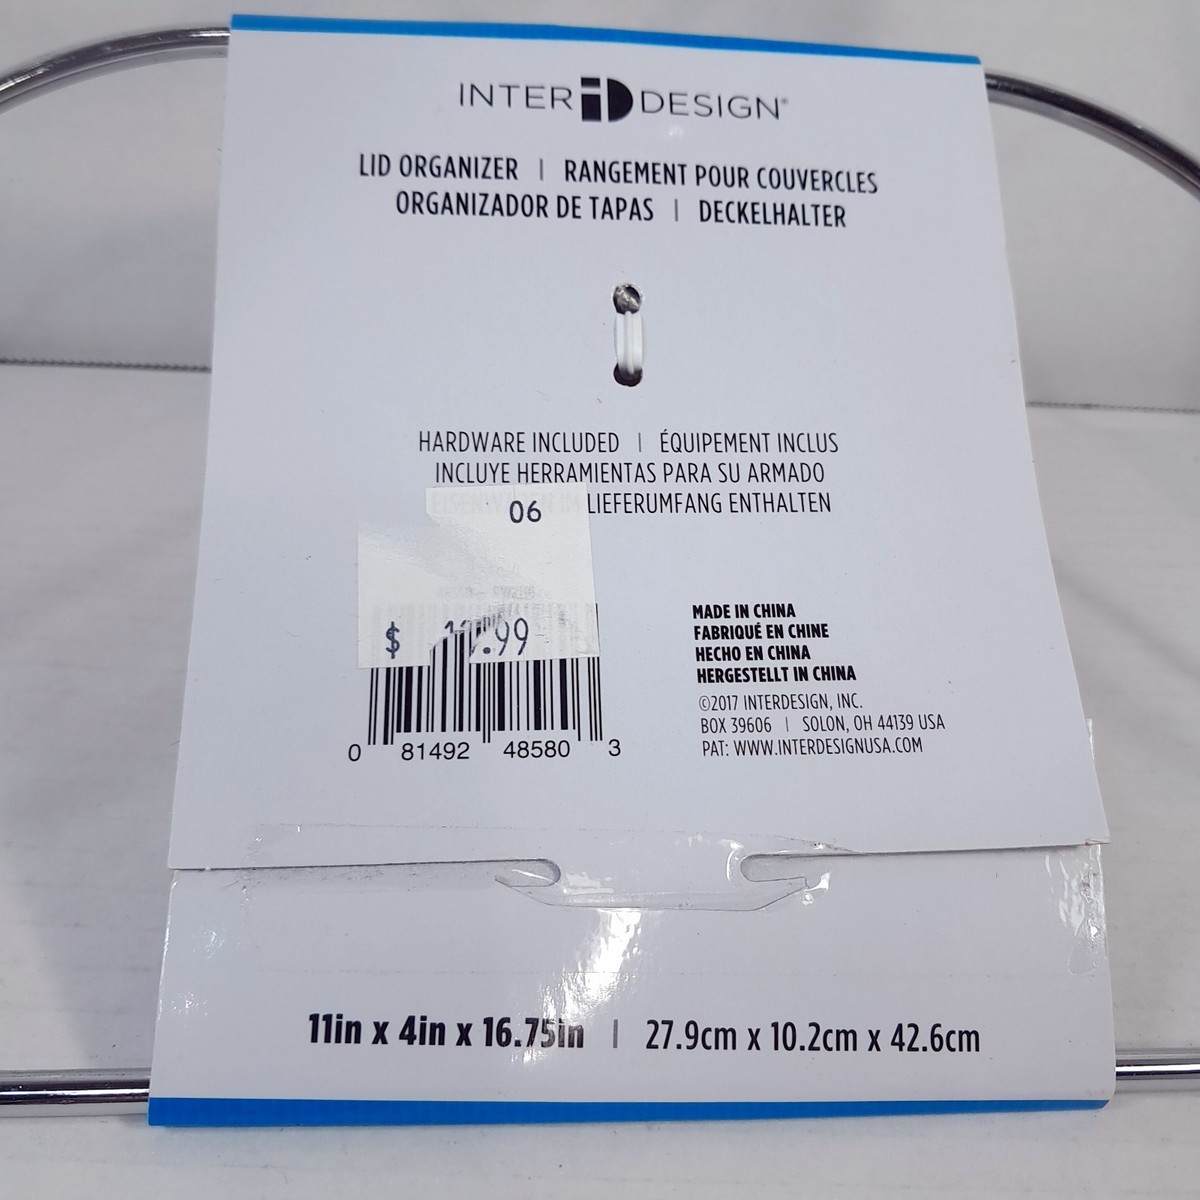 INTERDESIGN®
LID ORGANIZER | RANGEMENT POUR COUVERCLES
ORGANIZADOR DE TAPAS | DECKELHALTER
HARDWARE INCLUDED | ÉQUIPEMENT INCLUS
INCLUYE HERRAMIENTAS PARA SU ARMADO
LIEFERUMFANG ENTHALTEN
06
$ .99
0 81492 48580 3
MADE IN CHINA
FABRIQUÉ EN CHINE
HECHO EN CHINA
HERGESTELLT IN CHINA
©2017 INTERDESIGN, INC.
BOX 39606 | SOLON, OH 44139 USA
PAT: WWW.INTERDESIGNUSA.COM
11in x 4in x 16.75in | 27.9cm x 10.2cm x 42.6cm